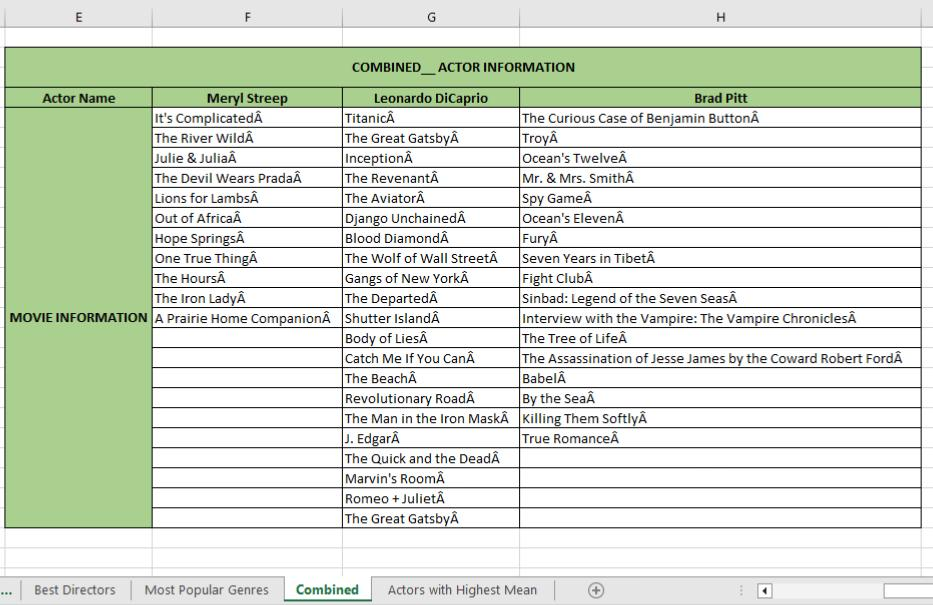 E F G H
COMBINED__ ACTOR INFORMATION
Actor Name Meryl Streep Leonardo DiCaprio Brad Pitt
It's ComplicatedÂ TitanicÂ The Curious Case of Benjamin ButtonÂ
The River WildÂ The Great GatsbyÂ TroyÂ
Julie & JuliaÂ InceptionÂ Ocean's TwelveÂ
The Devil Wears PradaÂ The RevenantÂ Mr. & Mrs. SmithÂ
Lions for LambsÂ The AviatorÂ Spy GameÂ
Out of AfricaÂ Django UnchainedÂ Ocean's ElevenÂ
Hope SpringsÂ Blood DiamondÂ FuryÂ
One True ThingÂ The Wolf of Wall StreetÂ Seven Years in TibetÂ
The HoursÂ Gangs of New YorkÂ Fight ClubÂ
The Iron LadyÂ The DepartedÂ Sinbad: Legend of the Seven SeasÂ
MOVIE INFORMATION A Prairie Home CompanionÂ Shutter IslandÂ Interview with the Vampire: The Vampire ChroniclesÂ
Body of LiesÂ The Tree of LifeÂ
Catch Me If You CanÂ The Assassination of Jesse James by the Coward Robert FordÂ
The BeachÂ BabelÂ
Revolutionary RoadÂ By the SeaÂ
The Man in the Iron MaskÂ Killing Them SoftlyÂ
J. EdgarÂ True RomanceÂ
The Quick and the DeadÂ
Marvin's RoomÂ
Romeo + JulietÂ
The Great GatsbyÂ
... Best Directors Most Popular Genres Combined Actors with Highest Mean